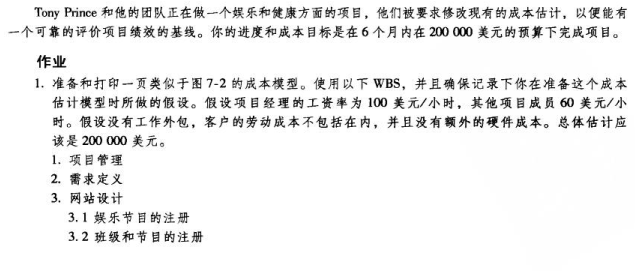 Tony Prince 和他的团队正在做一个娱乐和健康方面的项目，他们被要求修改现有的成本估计，以便能有
一个可靠的评价项目绩效的基线。你的进度和成本目标是在 6 个月内在 200 000 美元的预算下完成项目。
作业
1. 准备和打印一页类似于图 7-2 的成本模型。使用以下 WBS，并且确保记录下你在准备这个成本
估计模型时所做的假设。假设项目经理的工资率为 100 美元/小时，其他项目成员 60 美元/小
时。假设没有工作外包，客户的劳动成本不包括在内，并且没有额外的硬件成本。总体估计应
该是 200 000 美元。
1. 项目管理
2. 需求定义
3. 网站设计
3.1 娱乐节目的注册
3.2 班级和节目的注册